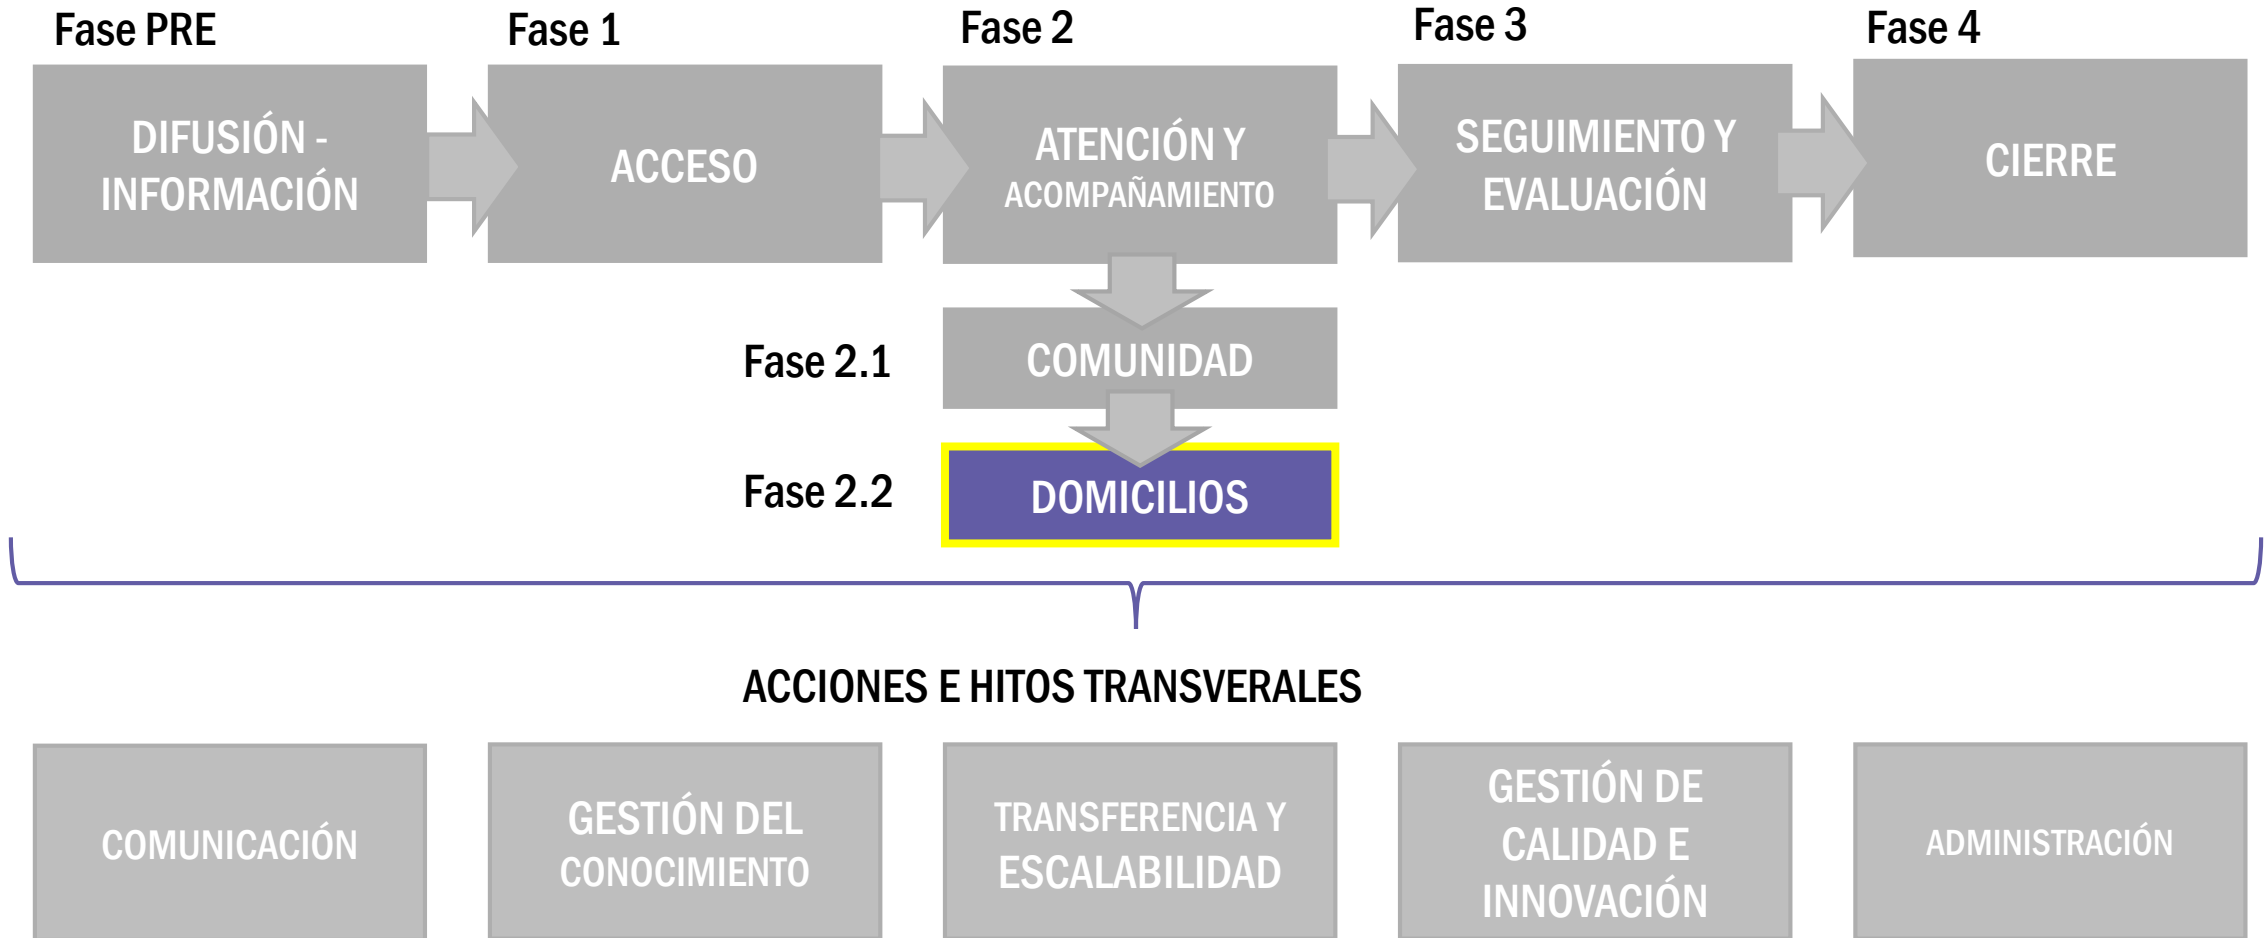 Fase PRE
Fase 1
Fase 2
Fase 3
Fase 4
DIFUSIÓN -
INFORMACIÓN
ACCESO
ATENCIÓN Y
ACOMPAÑAMIENTO
SEGUIMIENTO Y
EVALUACIÓN
CIERRE
Fase 2.1
COMUNIDAD
Fase 2.2
DOMICILIOS
ACCIONES E HITOS TRANSVERALES
COMUNICACIÓN
GESTIÓN DEL
CONOCIMIENTO
TRANSFERENCIA Y
ESCALABILIDAD
GESTIÓN DE
CALIDAD E
INNOVACIÓN
ADMINISTRACIÓN